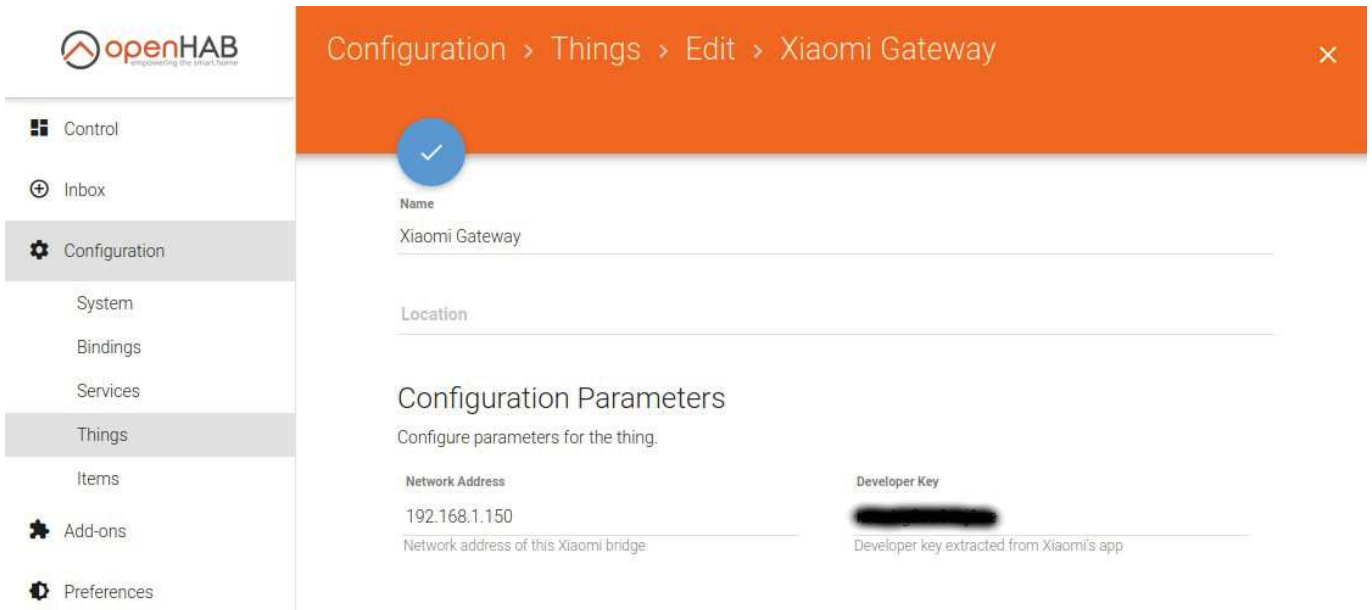 openHAB
empowering the smart home
Configuration > Things > Edit > Xiaomi Gateway
Control
Inbox
Configuration
System
Bindings
Services
Things
Items
Add-ons
Preferences
Name
Xiaomi Gateway
Location
Configuration Parameters
Configure parameters for the thing.
Network Address
Developer Key
192.168.1.150
Network address of this Xiaomi bridge
Developer key extracted from Xiaomi's app